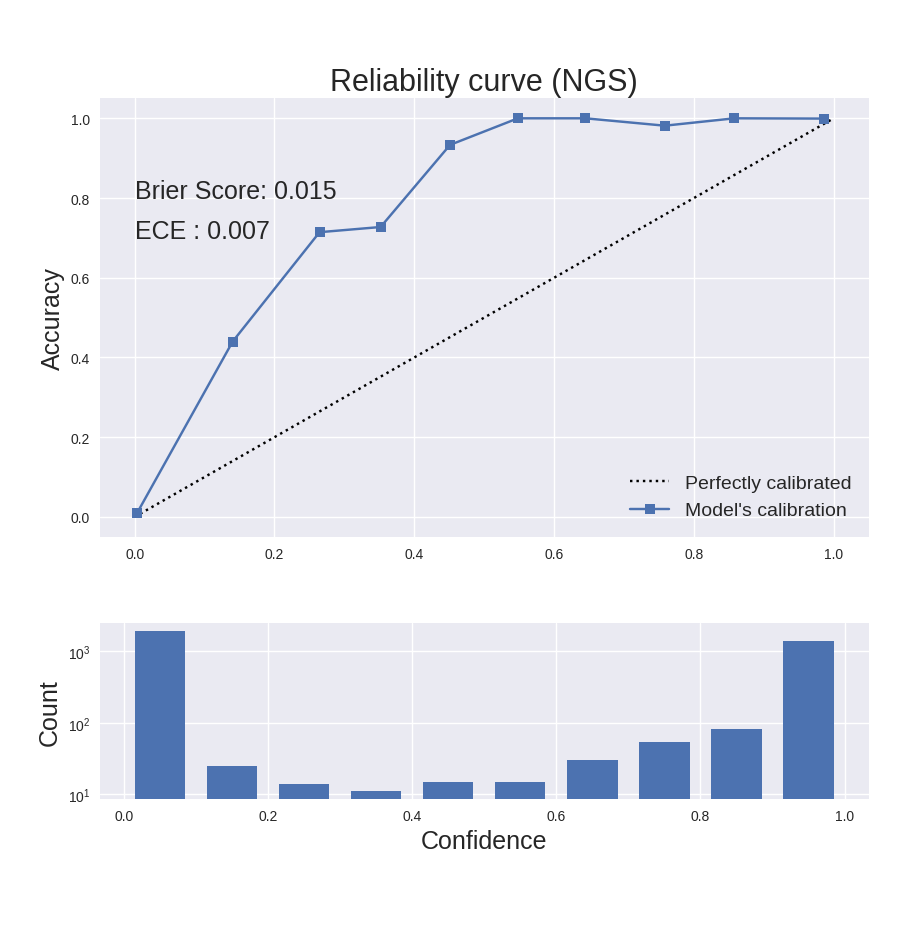 Reliability curve (NGS)
1.0
0.8
0.6
0.4
0.2
0.0
Accuracy
Brier Score: 0.015
ECE : 0.007
Perfectly calibrated
Model's calibration
0.0 0.2 0.4 0.6 0.8 1.0
10³
10²
10¹
Count
0.0 0.2 0.4 0.6 0.8 1.0
Confidence